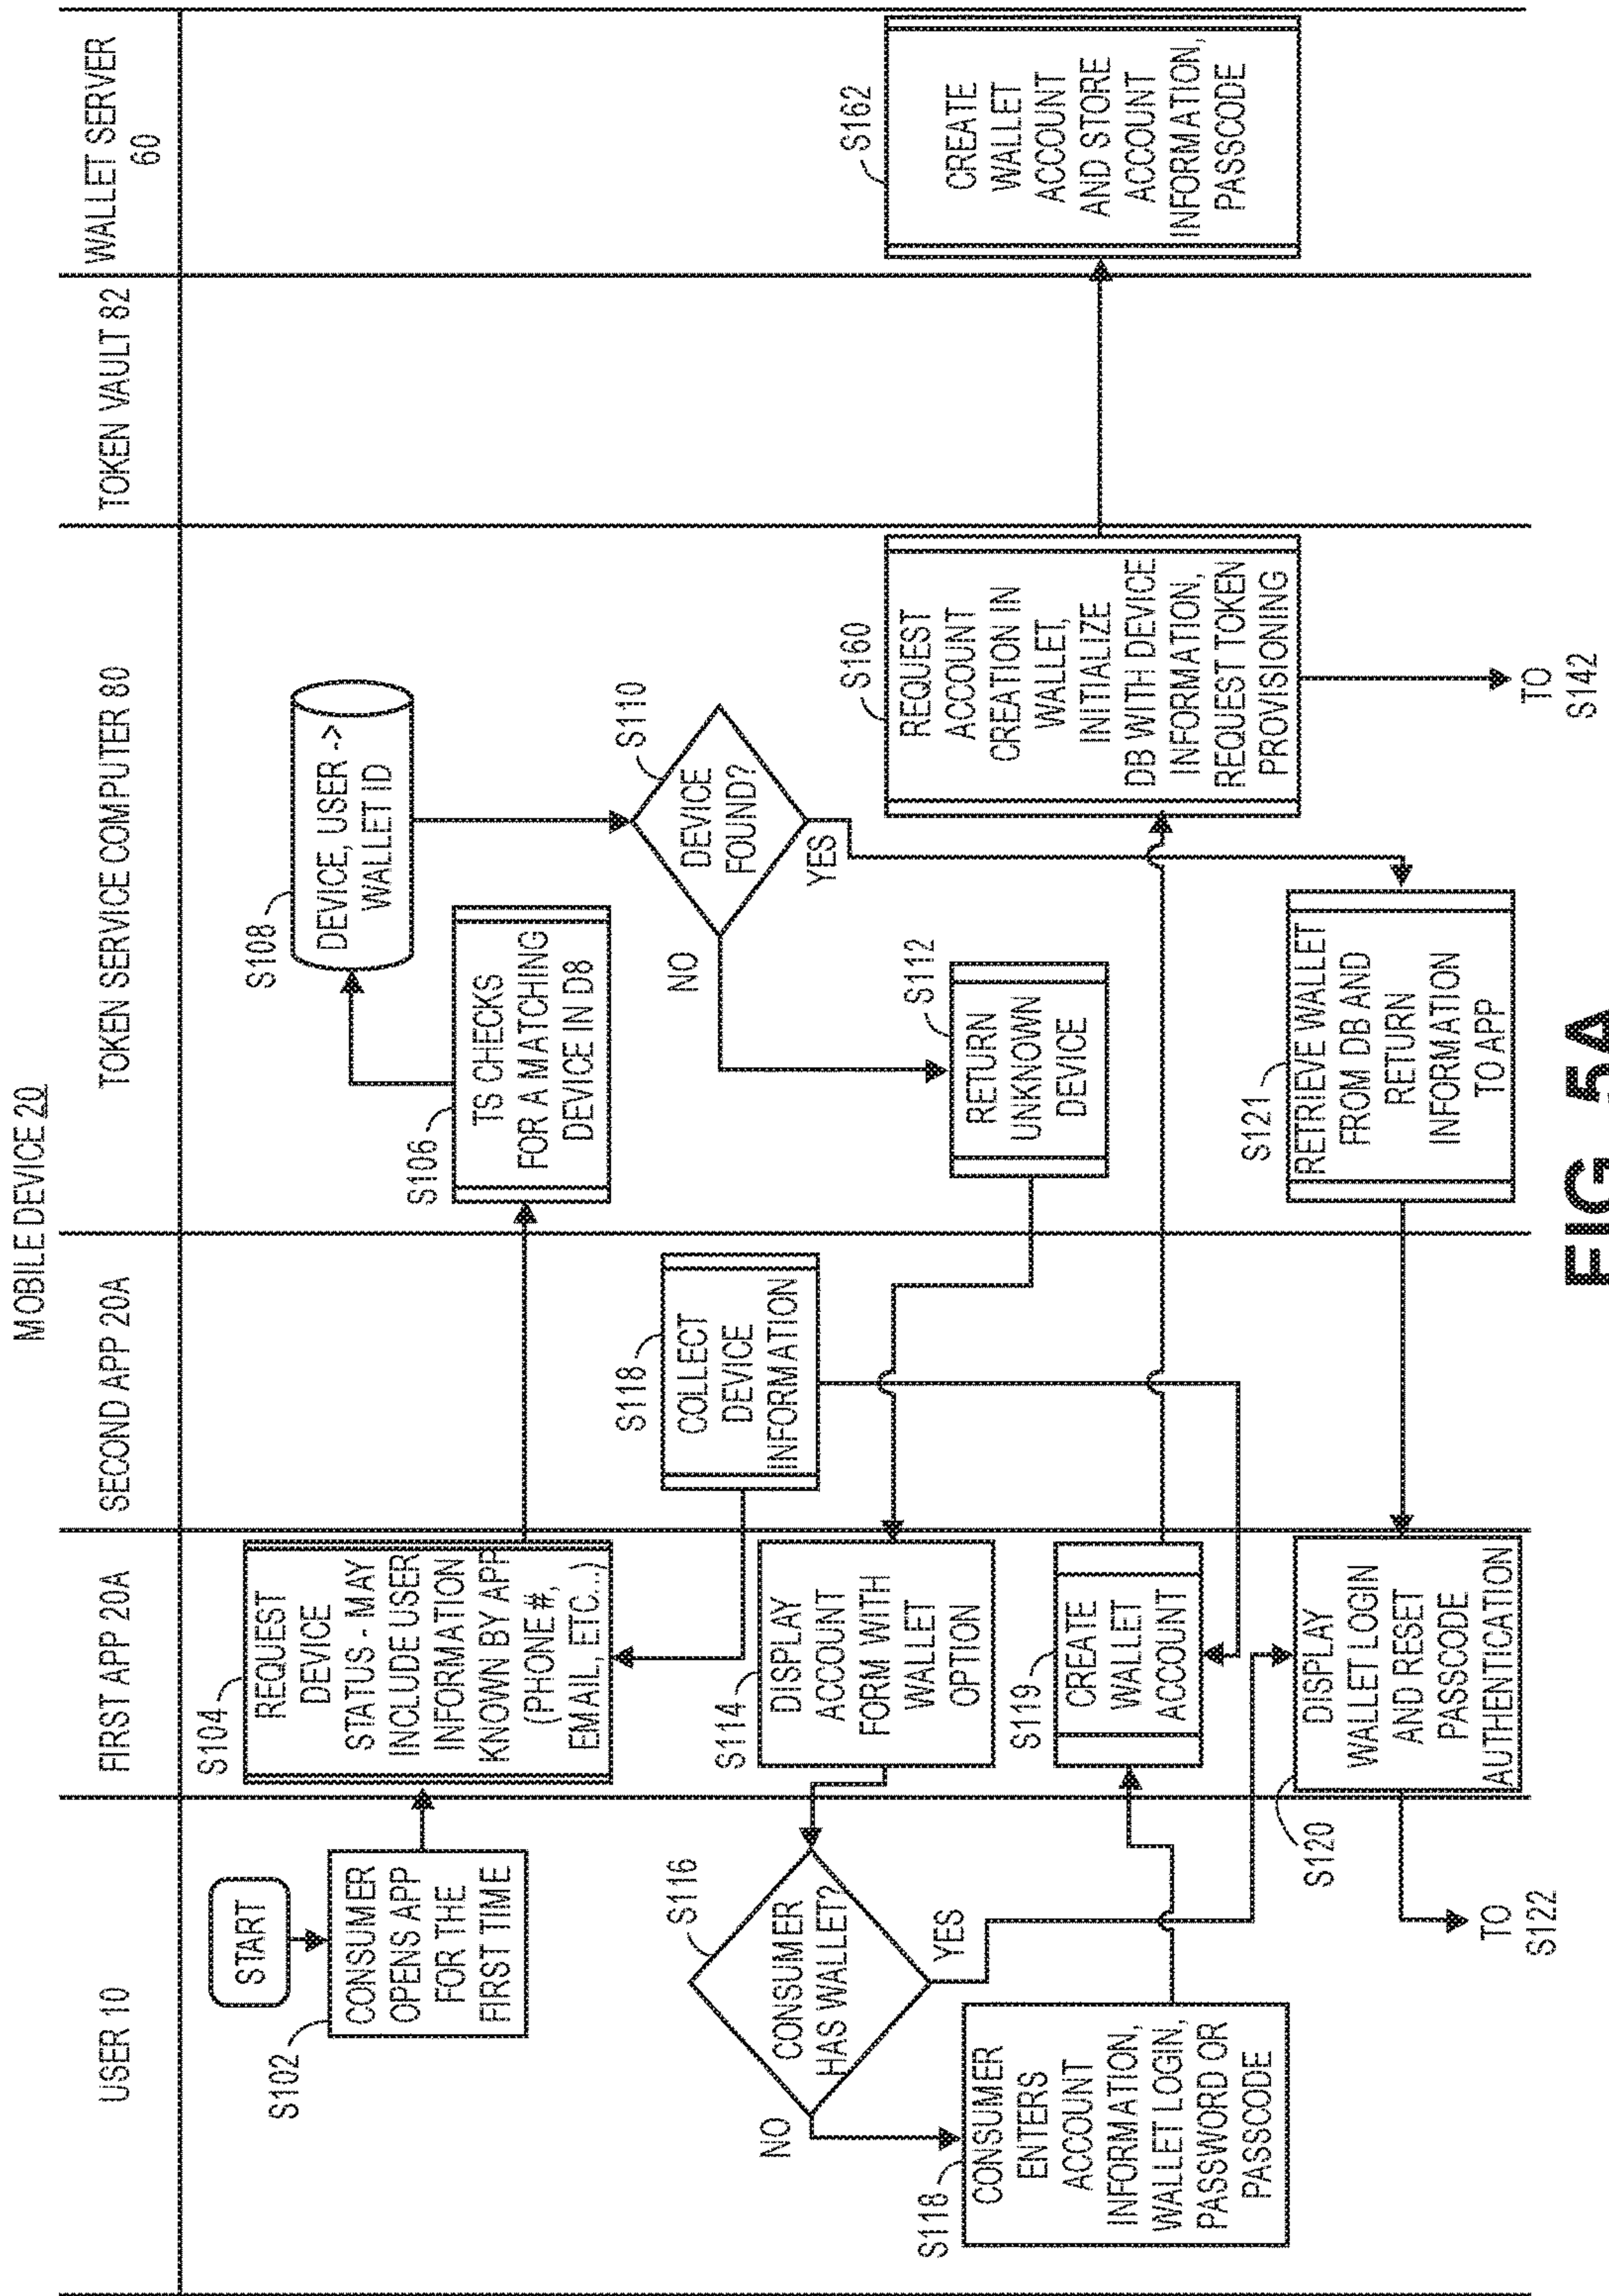 MOBILE DEVICE 20
USER 10
FIRST APP 20A
SECOND APP 20A
TOKEN SERVICE COMPUTER 80
TOKEN VAULT 82
WALLET SERVER
60
START
S102
CONSUMER
OPENS APP
FOR THE
FIRST TIME
S104
REQUEST
DEVICE
STATUS - MAY
INCLUDE USER
INFORMATION
KNOWN BY APP
(PHONE #,
EMAIL, ETC...)
S106
TS CHECKS
FOR A MATCHING
DEVICE IN D8
S108
DEVICE, USER ->
WALLET ID
S110
DEVICE
FOUND?
NO
YES
S112
RETURN
UNKNOWN
DEVICE
S118
COLLECT
DEVICE
INFORMATION
S114
DISPLAY
ACCOUNT
FORM WITH
WALLET
OPTION
S116
CONSUMER
HAS WALLET?
NO
YES
S118
CONSUMER
ENTERS
ACCOUNT
INFORMATION,
WALLET LOGIN,
PASSWORD OR
PASSCODE
S119
CREATE
WALLET
ACCOUNT
S160
REQUEST
ACCOUNT
CREATION IN
WALLET,
INITIALIZE
DB WITH DEVICE
INFORMATION,
REQUEST TOKEN
PROVISIONING
S162
CREATE
WALLET
ACCOUNT
AND STORE
ACCOUNT
INFORMATION,
PASSCODE
TO
S142
S121
RETRIEVE WALLET
FROM DB AND
RETURN
INFORMATION
TO APP
S120
DISPLAY
WALLET LOGIN
AND RESET
PASSCODE
AUTHENTICATION
TO
S122
FIG. 5A